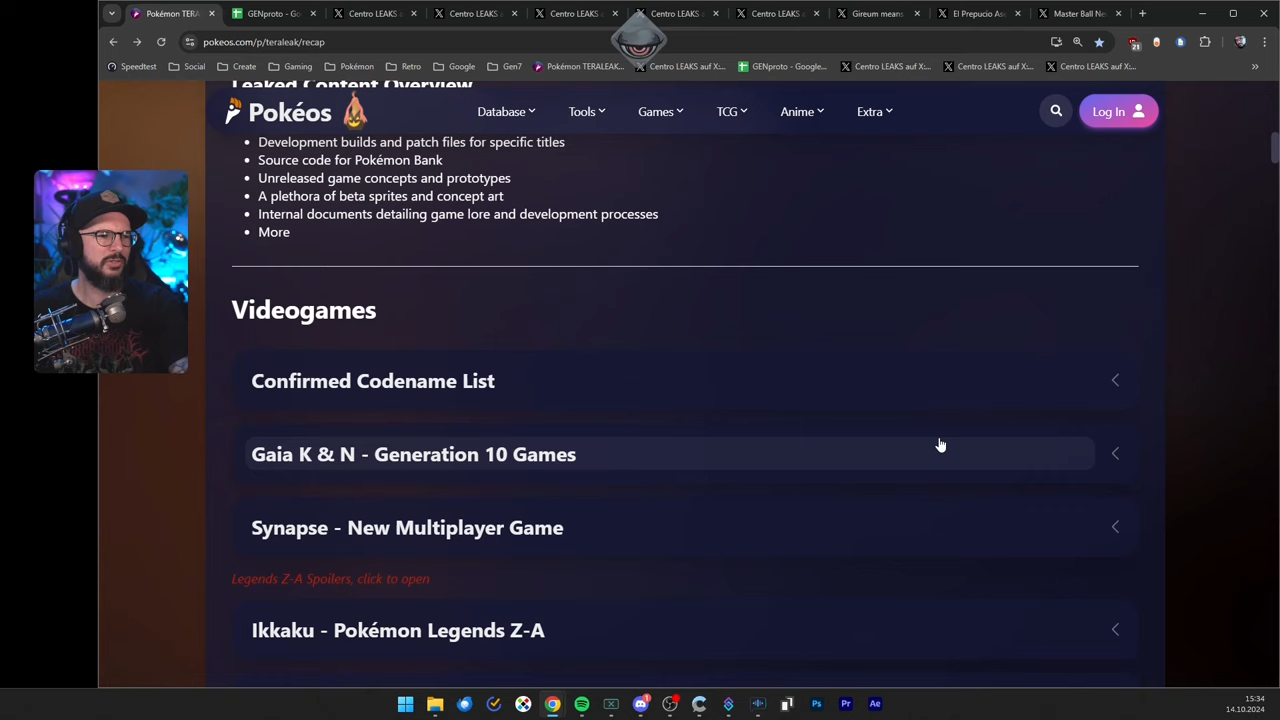 Pokémon TERA
GENproto - Go
Centro LEAKS a
Centro LEAKS a
Centro LEAKS a
Centro LEAKS a
Centro LEAKS
Gireum means
El Prepucio As
Master Ball Ne
pokeos.com/p/teraleak/recap
21
Speedtest
Social
Create
Gaming
Pokémon
Retro
Google
Gen7
Pokémon TERALEAK...
Centro LEAKS auf X:...
GENproto - Google...
Centro LEAKS auf X:...
Centro LEAKS auf X:...
Centro LEAKS auf X:...
Leaked Content Overview
Pokéos
Database
Tools
Games
TCG
Anime
Extra
Log In
Development builds and patch files for specific titles
Source code for Pokémon Bank
Unreleased game concepts and prototypes
A plethora of beta sprites and concept art
Internal documents detailing game lore and development processes
More
Videogames
Confirmed Codename List
Gaia K & N - Generation 10 Games
Synapse - New Multiplayer Game
Legends Z-A Spoilers, click to open
Ikkaku - Pokémon Legends Z-A
1
Ps
Pr
Ae
15:34
14.10.2024